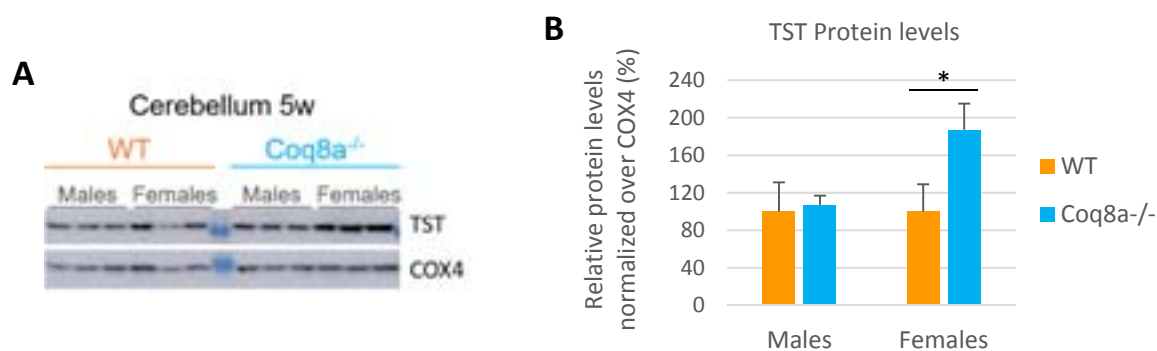 A
Cerebellum 5w
WT Coq8a-/-
Males Females Males Females
TST
COX4
B
TST Protein levels
Relative protein levels
normalized over COX4 (%)
240
200
160
120
80
40
0
*
Males Females
WT
Coq8a-/-